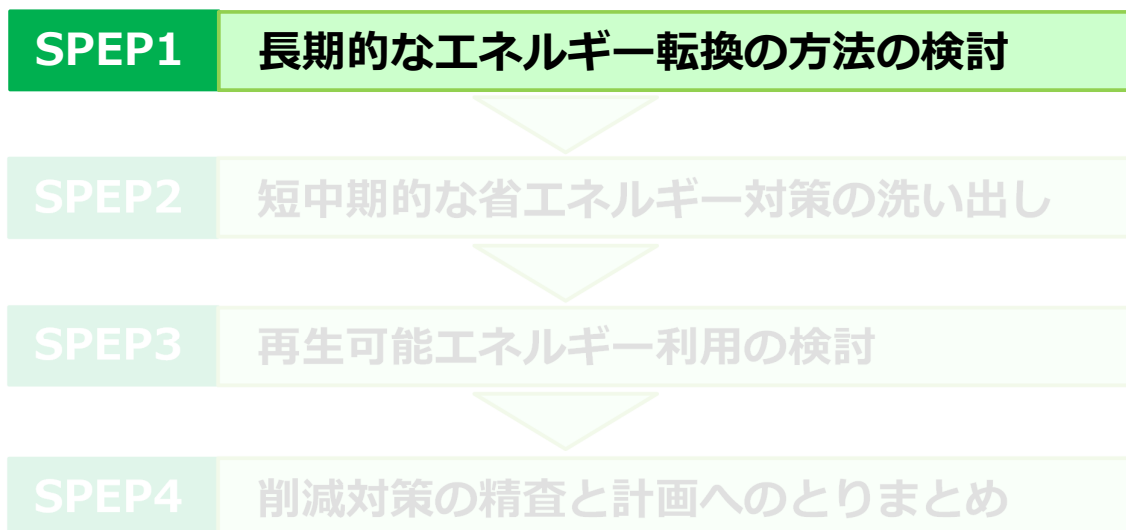 SPEP1 長期的なエネルギー転換の方法の検討
SPEP2 短中期的な省エネルギー対策の洗い出し
SPEP3 再生可能エネルギー利用の検討
SPEP4 削減対策の精査と計画へのとりまとめ